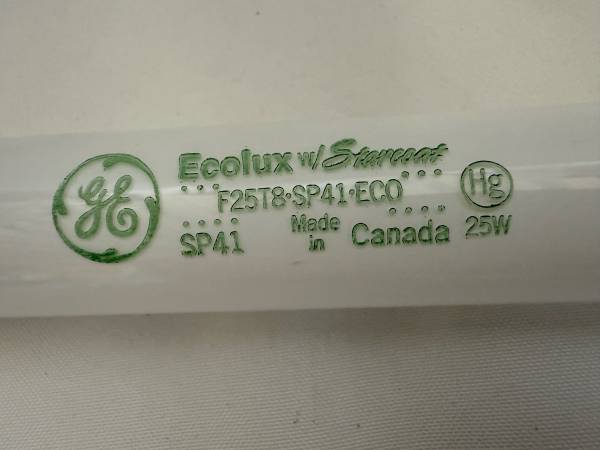 GE
Ecolux w/ Starcoat
F25T8·SP41·ECO
Hg
SP41 Made in Canada 25W